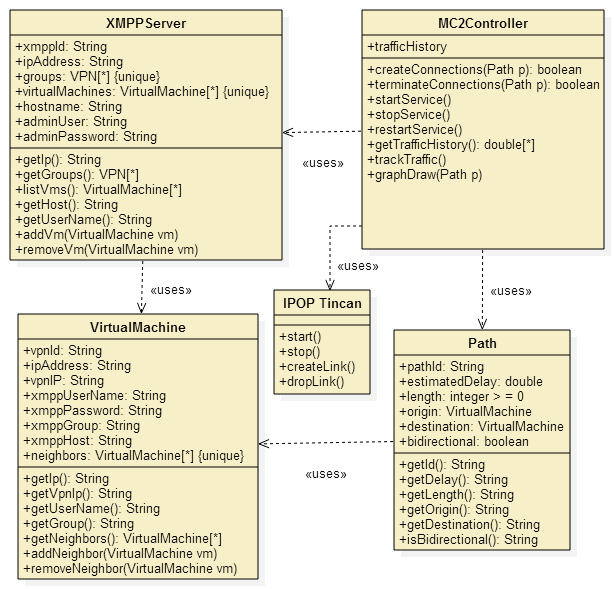 XMPPServer
+xmppId: String
+ipAddress: String
+groups: VPN[*] {unique}
+virtualMachines: VirtualMachine[*] {unique}
+hostname: String
+adminUser: String
+adminPassword: String
+getIp(): String
+getGroups(): VPN[*]
+listVms(): VirtualMachine[*]
+getHost(): String
+getUserName(): String
+addVm(VirtualMachine vm)
+removeVm(VirtualMachine vm)
MC2Controller
+trafficHistory
+createConnections(Path p): boolean
+terminateConnections(Path p): boolean
+startService()
+stopService()
+restartService()
+getTrafficHistory(): double[*]
+trackTraffic()
+graphDraw(Path p)
«uses»
«uses»
«uses»
«uses»
IPOP Tincan
+start()
+stop()
+createLink()
+dropLink()
VirtualMachine
+vpnId: String
+ipAddress: String
+vpnIP: String
+xmppUserName: String
+xmppPassword: String
+xmppGroup: String
+xmppHost: String
+neighbors: VirtualMachine[*] {unique}
+getIp(): String
+getVpnIp(): String
+getUserName(): String
+getGroup(): String
+getNeighbors(): VirtualMachine[*]
+addNeighbor(VirtualMachine vm)
+removeNeighbor(VirtualMachine vm)
Path
+pathId: String
+estimatedDelay: double
+length: integer > = 0
+origin: VirtualMachine
+destination: VirtualMachine
+bidirectional: boolean
+getId(): String
+getDelay(): String
+getLength(): String
+getOrigin(): String
+getDestination(): String
+isBidirectional(): String
«uses»